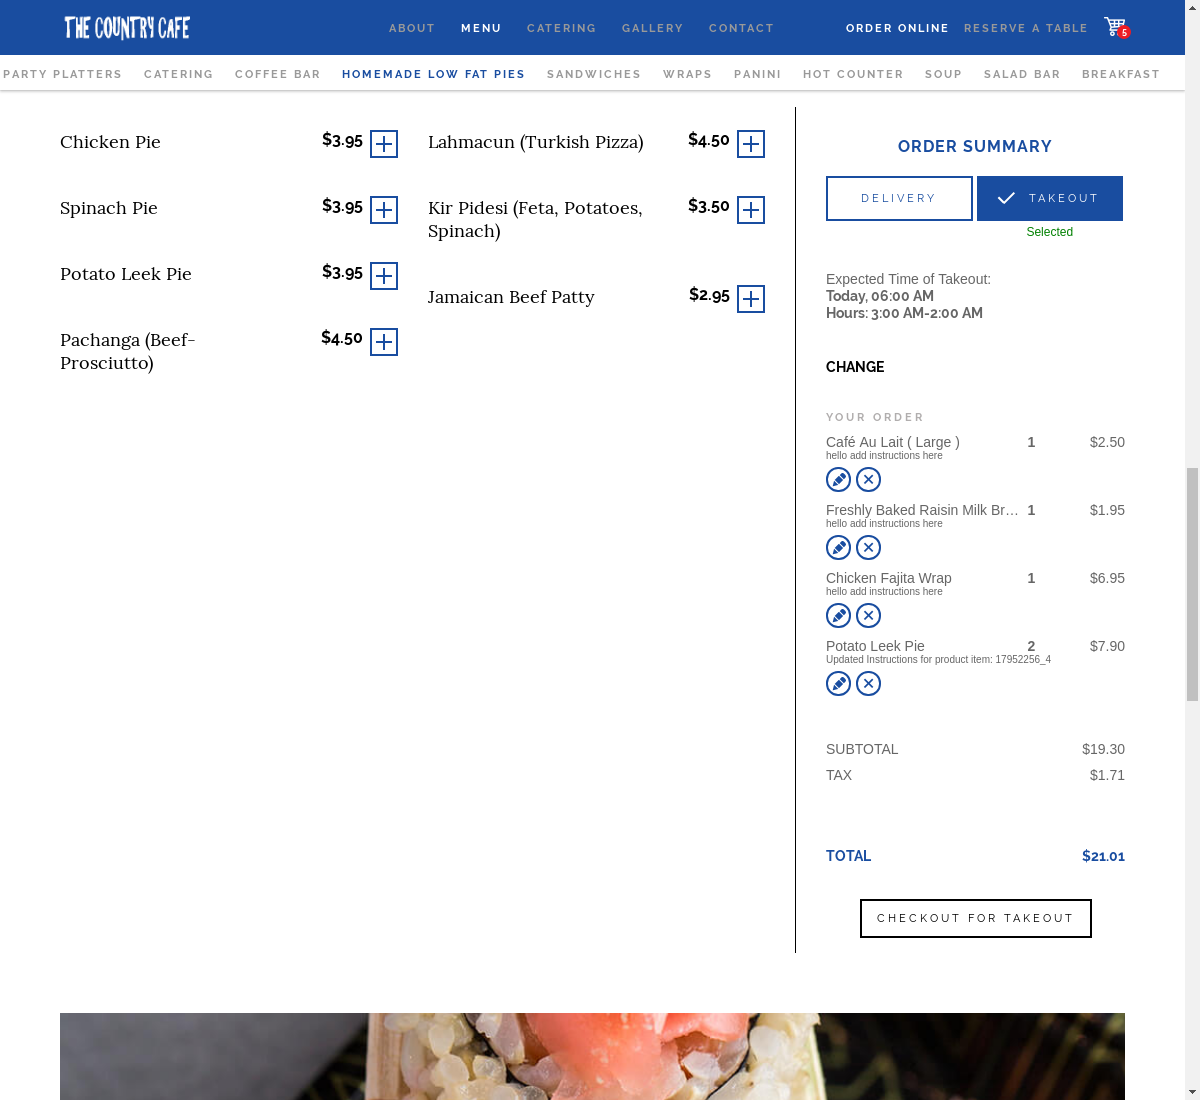 THE COUNTRY CAFE
ABOUT MENU CATERING GALLERY CONTACT ORDER ONLINE RESERVE A TABLE 5
PARTY PLATTERS CATERING COFFEE BAR HOMEMADE LOW FAT PIES SANDWICHES WRAPS PANINI HOT COUNTER SOUP SALAD BAR BREAKFAST
Chicken Pie $3.95
Spinach Pie $3.95
Potato Leek Pie $3.95
Pachanga (Beef-
Prosciutto) $4.50
Lahmacun (Turkish Pizza) $4.50
Kir Pidesi (Feta, Potatoes,
Spinach) $3.50
Jamaican Beef Patty $2.95
ORDER SUMMARY
DELIVERY TAKEOUT
Selected
Expected Time of Takeout:
Today, 06:00 AM
Hours: 3:00 AM-2:00 AM
CHANGE
YOUR ORDER
Café Au Lait ( Large ) 1 $2.50
hello add instructions here
Freshly Baked Raisin Milk Br... 1 $1.95
hello add instructions here
Chicken Fajita Wrap 1 $6.95
hello add instructions here
Potato Leek Pie 2 $7.90
Updated Instructions for product item: 17952256_4
SUBTOTAL $19.30
TAX $1.71
TOTAL $21.01
CHECKOUT FOR TAKEOUT